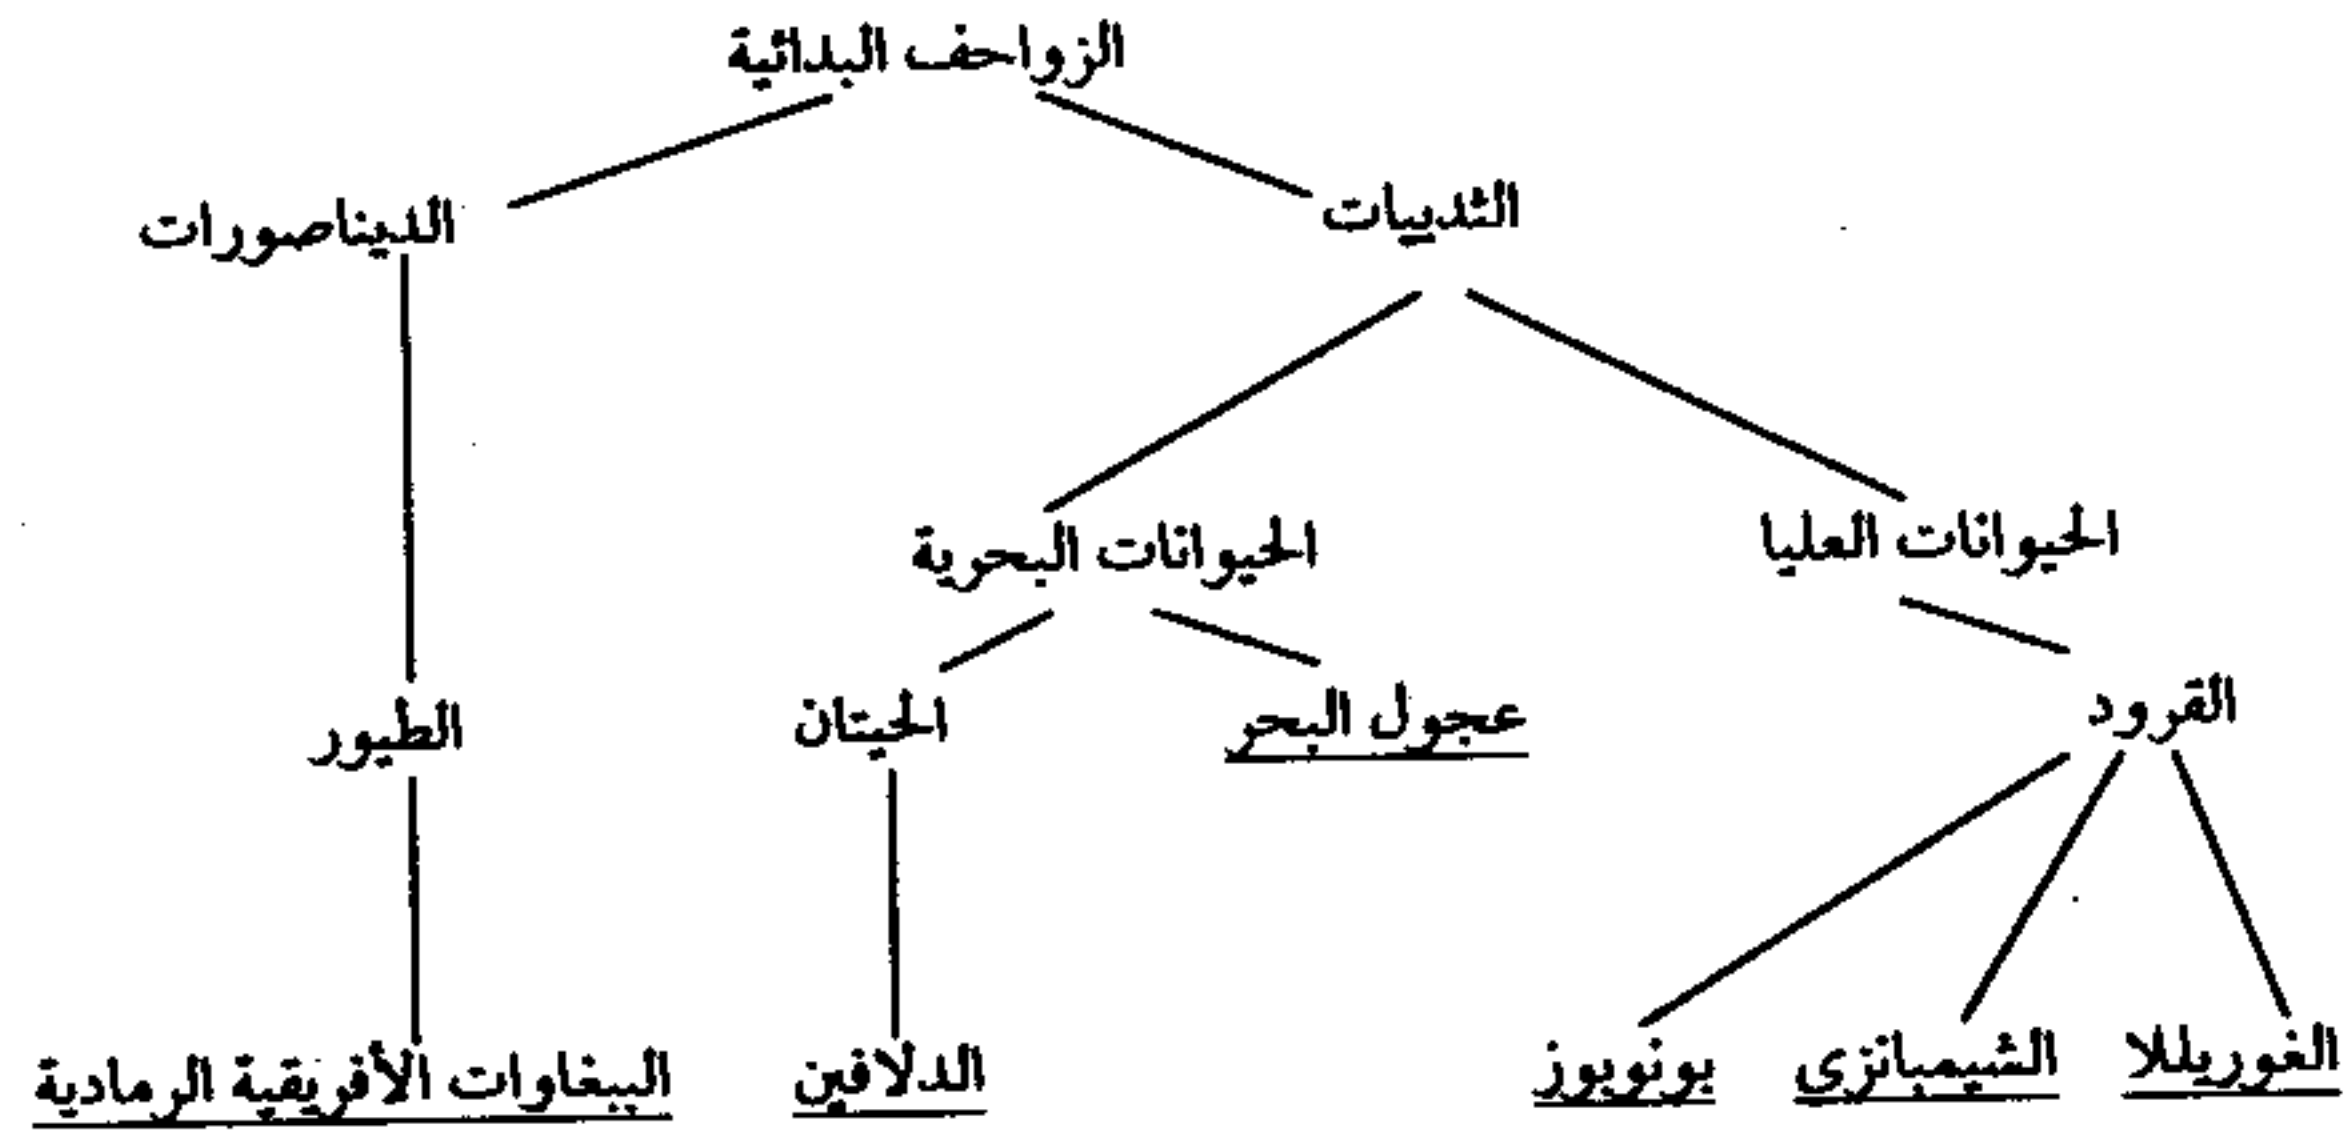 الزواحف البدائية
الثدييات
الديناصورات
الحيوانات العليا
الحيوانات البحرية
القرود
عجول البحر
الحيتان
الطيور
الغوريللا
الشيمبانزي
بونوبوز
الدلافين
الببغاوات الأفريقية الرمادية